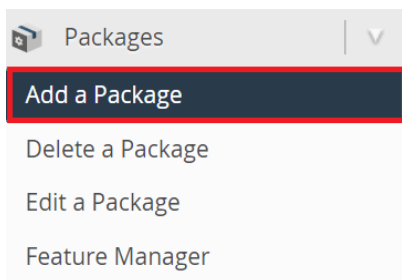 Packages
Add a Package
Delete a Package
Edit a Package
Feature Manager